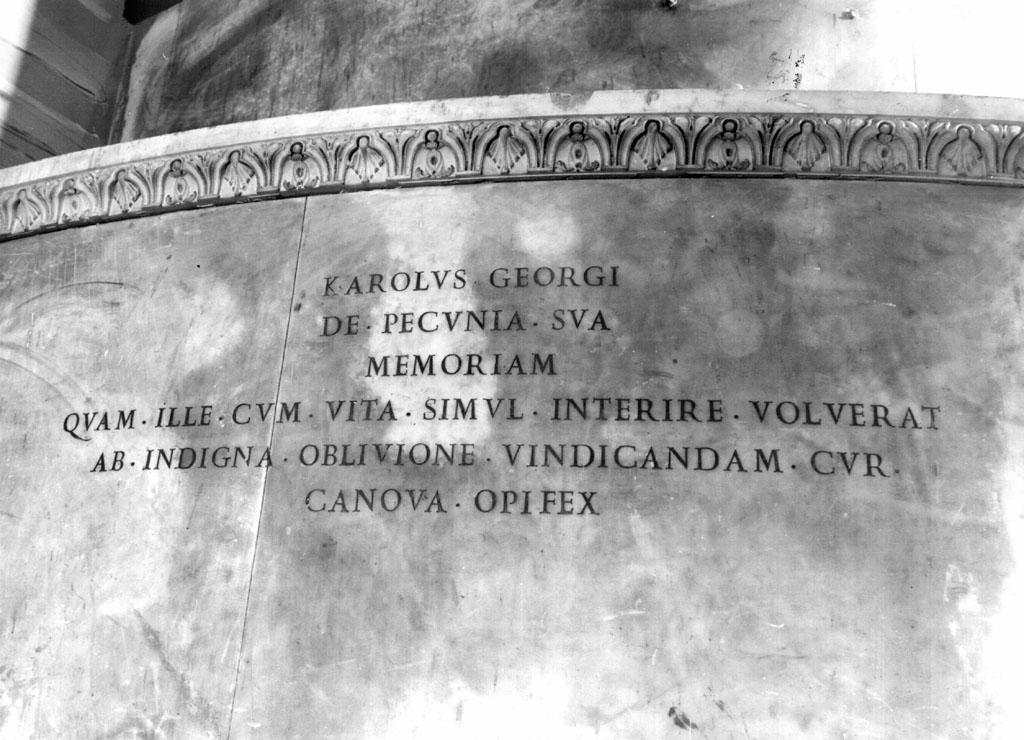 KAROLVS GEORGI
DE · PECVNIA · SVA
MEMORIAM
QVAM · ILLE · CVM · VITA · SIMVL · INTERIRE · VOLVERAT
AB · INDIGNA · OBLIVIONE · VINDICANDAM · CVR ·
CANOVA · OPIFEX